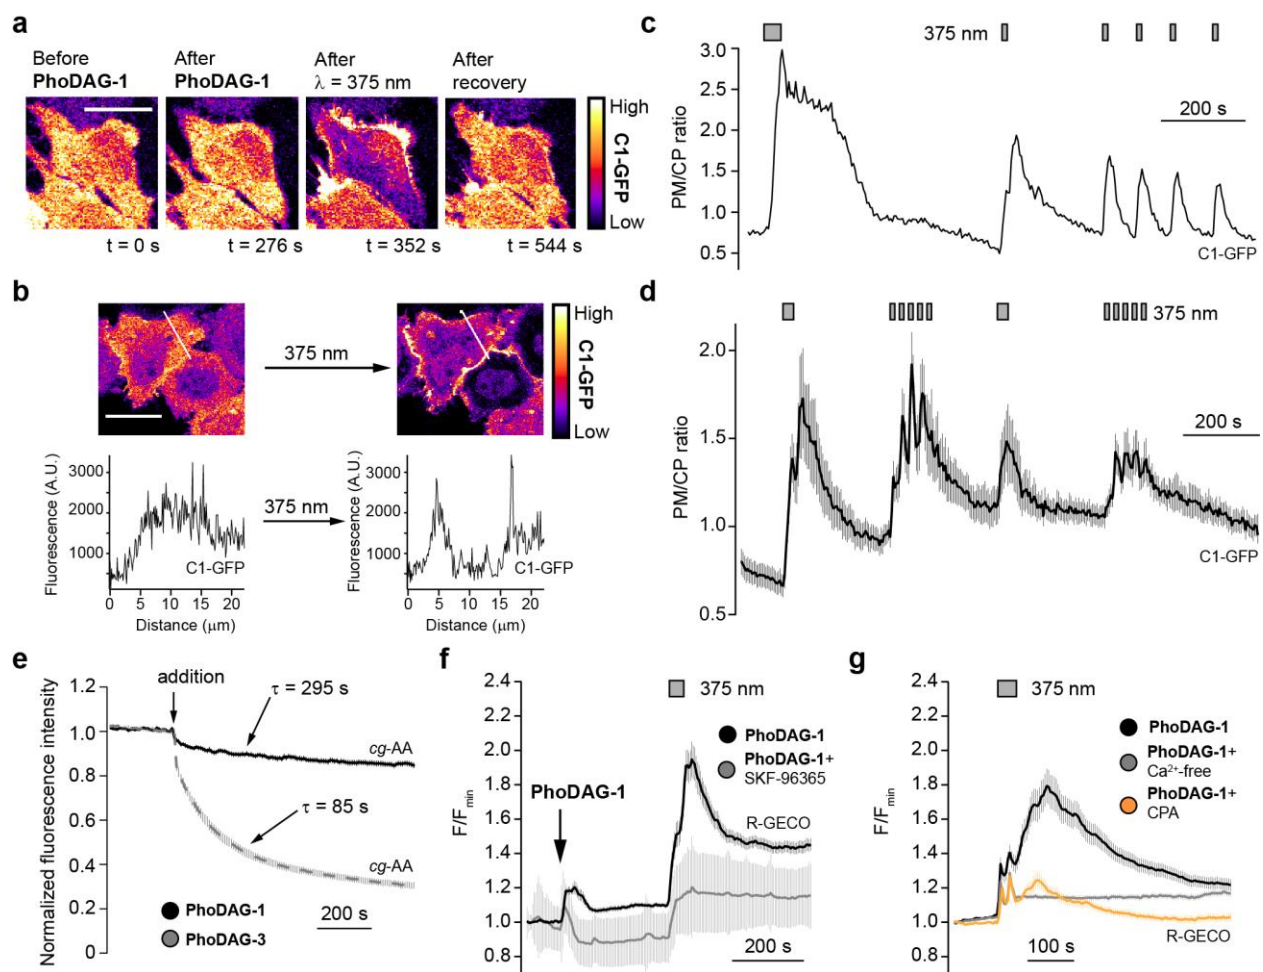 a
Before
PhoDAG-1
After
PhoDAG-1
After
λ = 375 nm
After
recovery
High
C1-GFP
Low
t = 0 s
t = 276 s
t = 352 s
t = 544 s
b
375 nm
High
C1-GFP
Low
Fluorescence (A.U.)
3000
2000
1000
C1-GFP
0 5 10 15 20
Distance (μm)
375 nm
Fluorescence (A.U.)
3000
2000
1000
C1-GFP
0 5 10 15 20
Distance (μm)
c
375 nm
200 s
PM/CP ratio
3.0
2.5
2.0
1.5
1.0
0.5
C1-GFP
d
375 nm
200 s
PM/CP ratio
2.0
1.5
1.0
0.5
C1-GFP
e
Normalized fluorescence intensity
1.2
1.0
0.8
0.6
0.4
0.2
0
addition
τ = 295 s
cg-AA
τ = 85 s
cg-AA
PhoDAG-1
PhoDAG-3
200 s
f
F/Fmin
2.4
2.2
2.0
1.8
1.6
1.4
1.2
1.0
0.8
375 nm
PhoDAG-1
PhoDAG-1+
SKF-96365
PhoDAG-1
R-GECO
200 s
g
F/Fmin
2.4
2.2
2.0
1.8
1.6
1.4
1.2
1.0
0.8
375 nm
PhoDAG-1
PhoDAG-1+
Ca²⁺-free
PhoDAG-1+
CPA
R-GECO
100 s